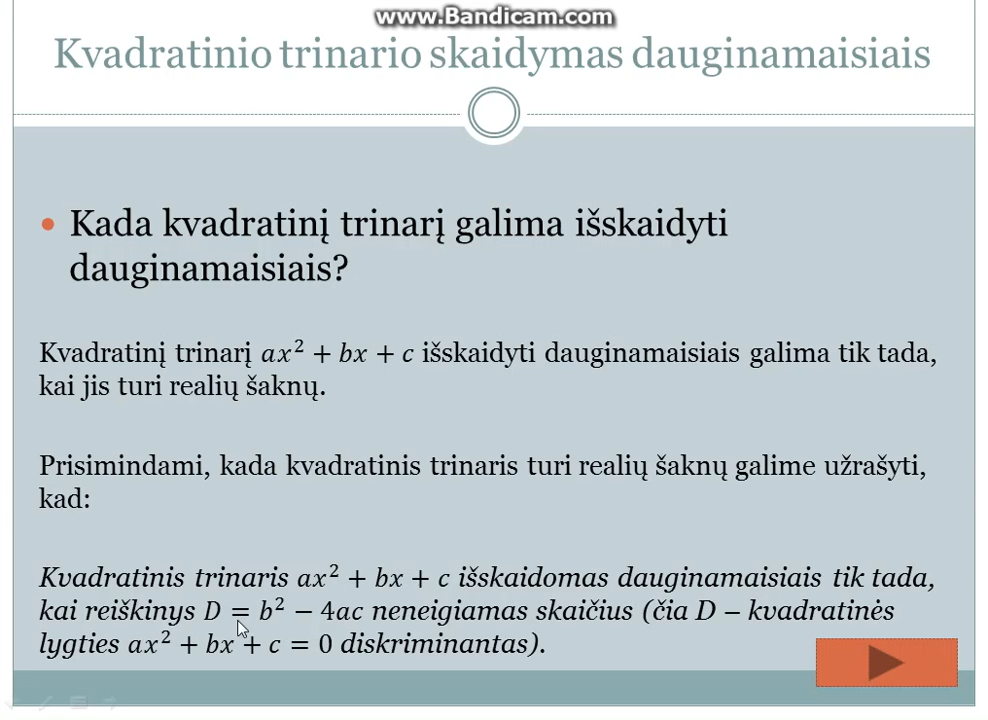 www.Bandicam.com
Kvadratinio trinario skaidymas dauginamaisiais
• Kada kvadratinį trinarį galima išskaidyti
dauginamaisiais?
Kvadratinį trinarį ax² + bx + c išskaidyti dauginamaisiais galima tik tada,
kai jis turi realių šaknų.
Prisimindami, kada kvadratinis trinaris turi realių šaknų galime užrašyti,
kad:
Kvadratinis trinaris ax² + bx + c išskaidomas dauginamaisiais tik tada,
kai reiškinys D = b² − 4ac neneigiamas skaičius (čia D – kvadratinės
lygties ax² + bx + c = 0 diskriminantas).